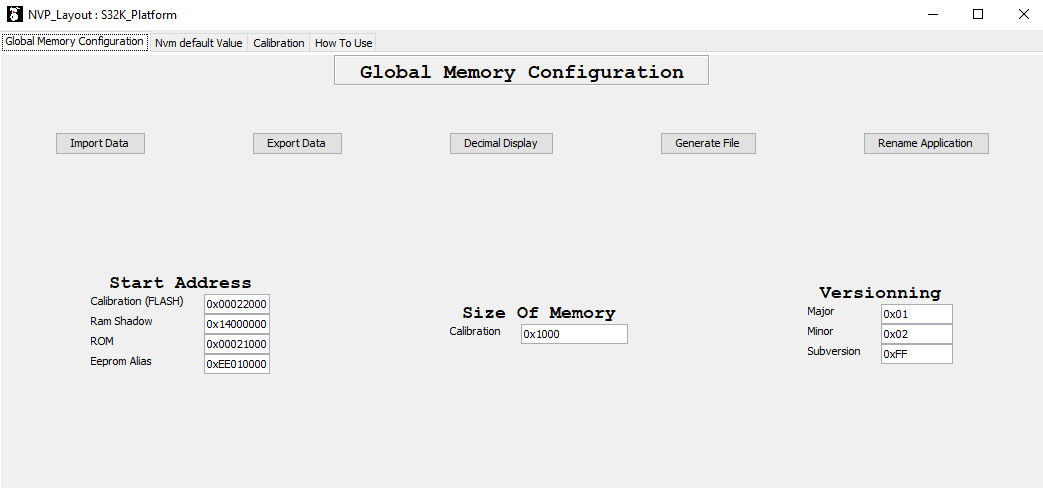 NVP_Layout : S32K_Platform
Global Memory Configuration Nvm default Value Calibration How To Use
Global Memory Configuration
Import Data Export Data Decimal Display Generate File Rename Application
Start Address
Calibration (FLASH) 0x00022000
Ram Shadow 0x14000000
ROM 0x00021000
Eeprom Alias 0xEE010000
Size Of Memory
Calibration 0x1000
Versionning
Major 0x01
Minor 0x02
Subversion 0xFF